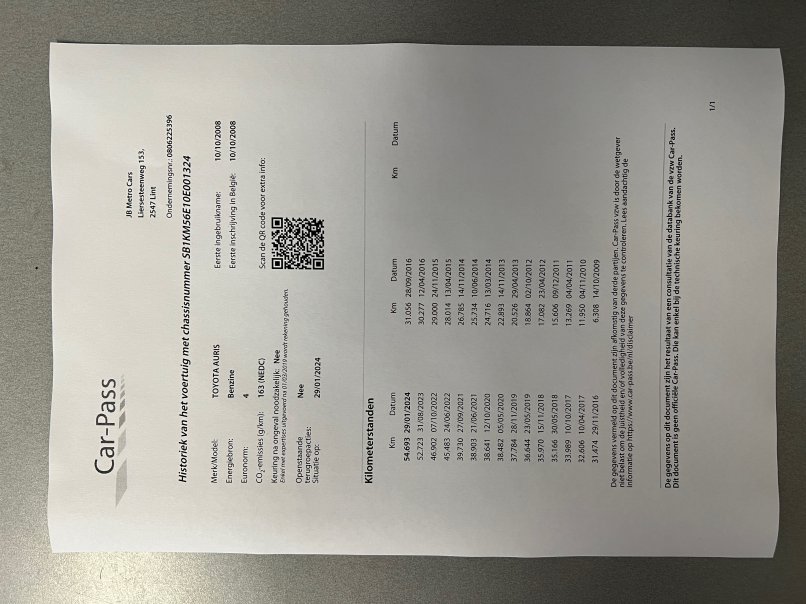 Car-Pass
JB Metro Cars
Liersesteenweg 153,
2547 Lint
Ondernemingsnr.: 0806225396
Historiek van het voertuig met chassisnummer SB1KM56E10E001324
Merk/Model: TOYOTA AURIS
Energiebron: Benzine
Euronorm: 4
CO₂-emissies (g/km): 163 (NEDC)
Keuring na ongeval noodzakelijk: Nee
Enkel met expertises uitgevoerd na 01/03/2019 wordt rekening gehouden.
Openstaande terugroepacties: Nee
Situatie op: 29/01/2024
Eerste ingebruikname: 10/10/2008
Eerste inschrijving in België: 10/10/2008
Scan de QR code voor extra info:
Kilometerstanden
Km Datum
54.693 29/01/2024
52.723 31/08/2023
46.902 07/10/2022
45.483 24/06/2022
39.730 27/09/2021
38.903 21/06/2021
38.641 12/10/2020
38.482 05/05/2020
37.784 28/11/2019
36.644 23/05/2019
35.970 15/11/2018
35.166 30/05/2018
33.989 10/10/2017
32.606 10/04/2017
31.474 29/11/2016
Km Datum
31.056 28/09/2016
30.277 12/04/2016
29.000 24/11/2015
28.014 13/04/2015
26.785 14/11/2014
25.734 10/06/2014
24.716 13/03/2014
22.893 14/11/2013
20.526 29/04/2013
18.864 02/10/2012
17.082 23/04/2012
15.606 09/12/2011
13.269 04/04/2011
11.950 04/11/2010
6.308 14/10/2009
Km Datum
De gegevens vermeld op dit document zijn afkomstig van derde partijen. Car-Pass vzw is door de wetgever
niet belast om de juistheid en/of volledigheid van deze gegevens te controleren. Lees aandachtig de
informatie op https://www.car-pass.be/nl/disclaimer
De gegevens op dit document zijn het resultaat van een consultatie van de databank van de vzw Car-Pass.
Dit document is geen officiële Car-Pass. Die kan enkel bij de technische keuring bekomen worden.
1/1